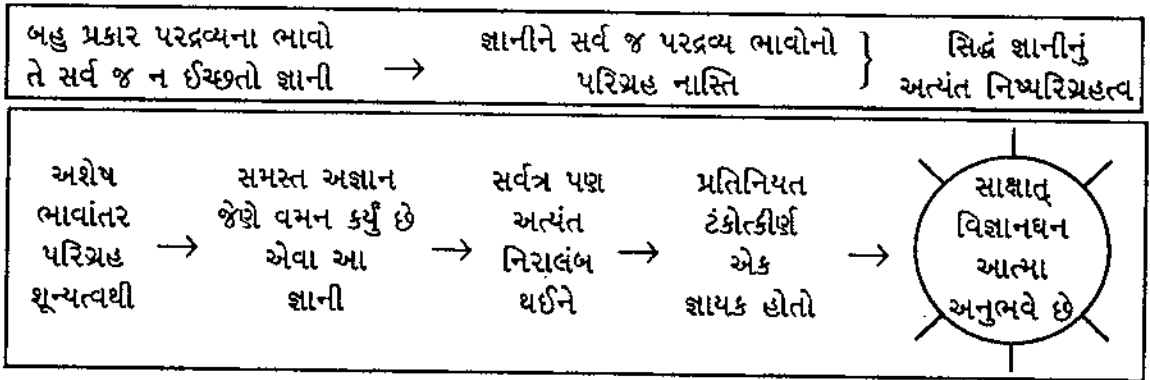 બહુ પ્રકાર પરદ્રવ્યના ભાવો
તે સર્વ જ ન ઈચ્છતો જ્ઞાની
→
જ્ઞાનીને સર્વ જ પરદ્રવ્ય ભાવોનો
પરિગ્રહ નાસ્તિ
}
સિદ્ધં જ્ઞાનીનું
અત્યંત નિષ્પરિગ્રહત્વ
અશેષ
ભાવાંતર
પરિગ્રહ
શૂન્યત્વથી
→
સમસ્ત અજ્ઞાન
જેણે વમન કર્યું છે
એવા આ
જ્ઞાની
→
સર્વત્ર પણ
અત્યંત
નિરાલંબ
થઈને
→
પ્રતિનિયત
ટંકોત્કીર્ણ
એક
જ્ઞાયક હોતો
→
સાક્ષાત્
વિજ્ઞાનઘન
આત્મા
અનુભવે છે